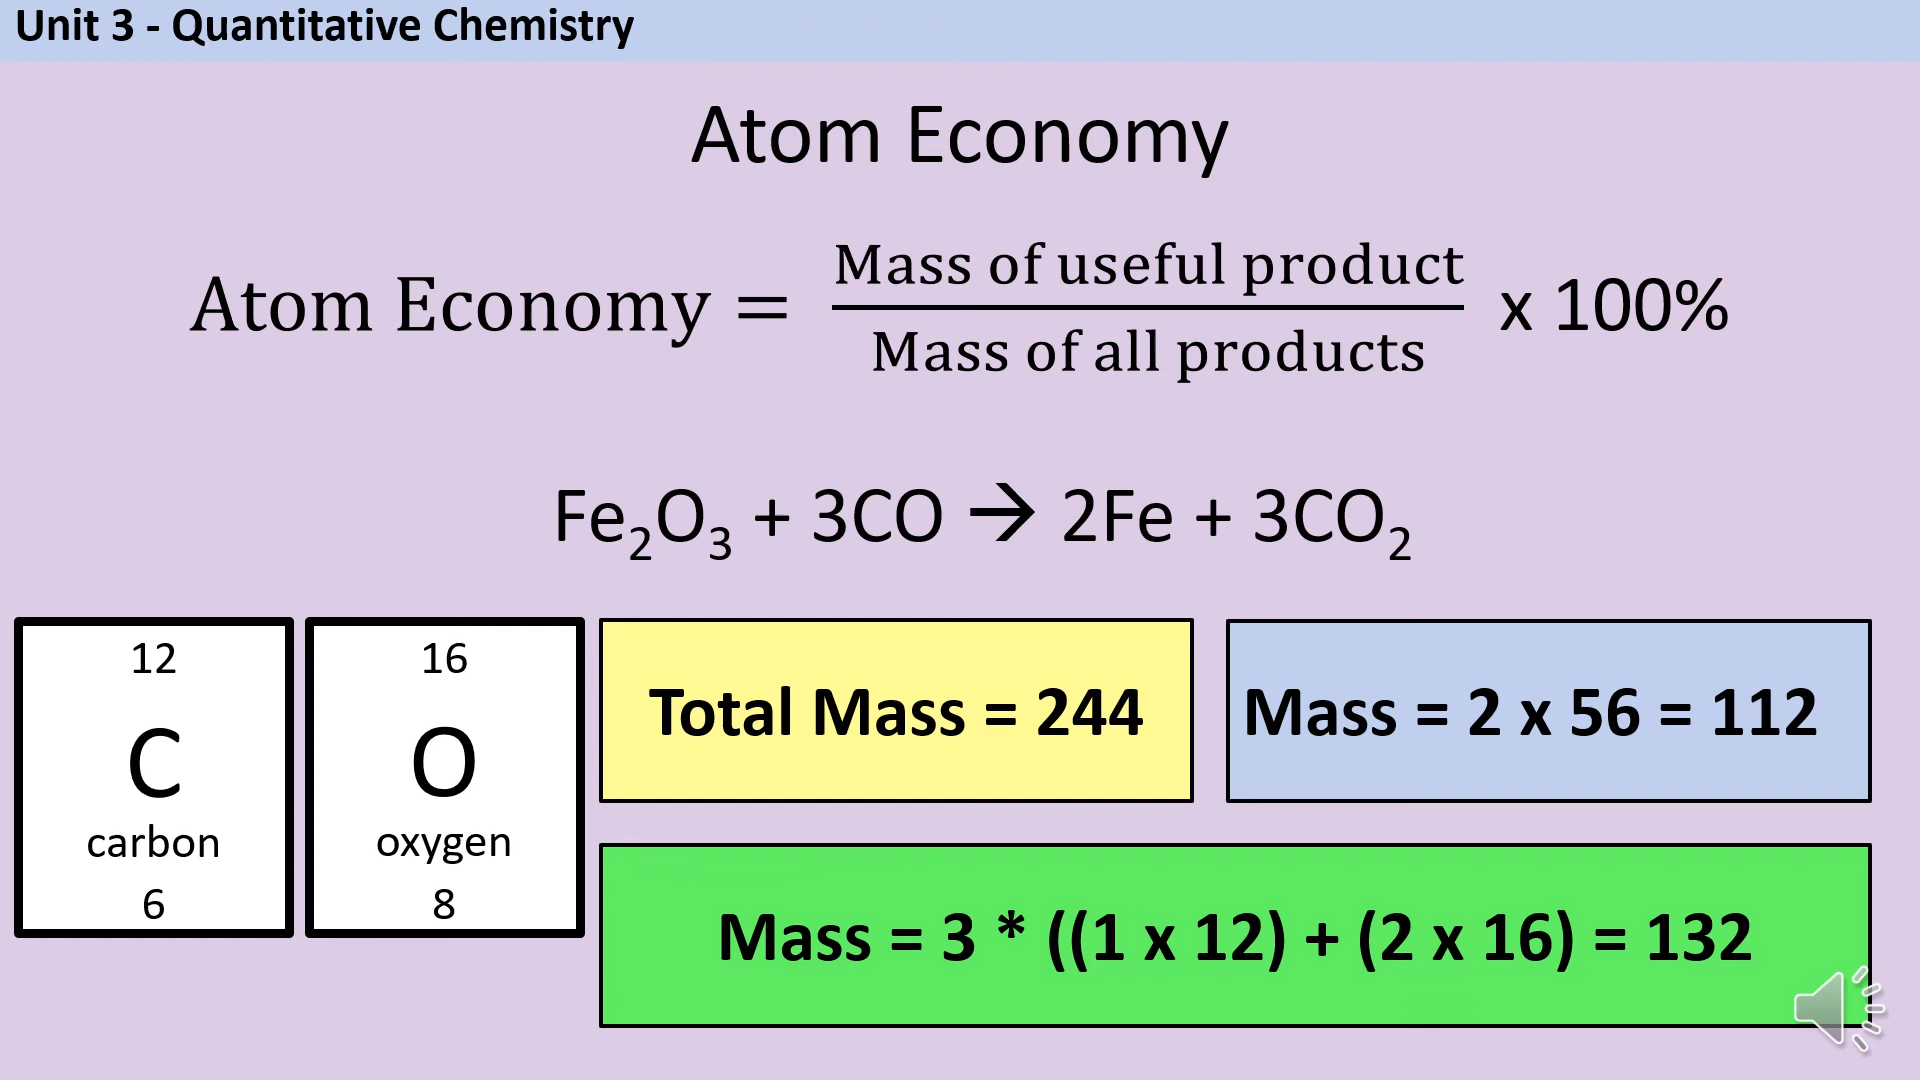 Unit 3 - Quantitative Chemistry
Atom Economy
Atom Economy = Mass of useful product / Mass of all products x 100%
Fe₂O₃ + 3CO → 2Fe + 3CO₂
12
C
carbon
6
16
O
oxygen
8
Total Mass = 244
Mass = 2 x 56 = 112
Mass = 3 * ((1 x 12) + (2 x 16) = 132